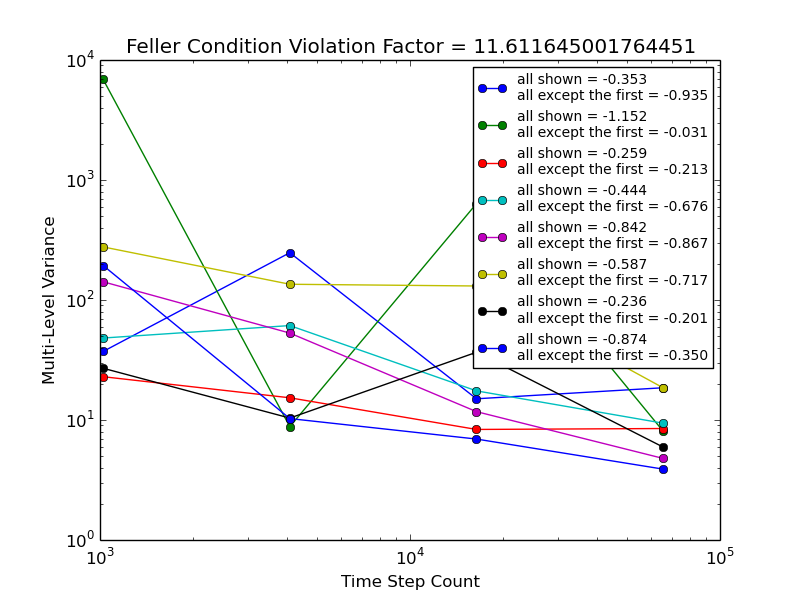 Feller Condition Violation Factor = 11.611645001764451
10^4
10^3
10^2
10^1
10^0
Multi-Level Variance
all shown = -0.353
all except the first = -0.935
all shown = -1.152
all except the first = -0.031
all shown = -0.259
all except the first = -0.213
all shown = -0.444
all except the first = -0.676
all shown = -0.842
all except the first = -0.867
all shown = -0.587
all except the first = -0.717
all shown = -0.236
all except the first = -0.201
all shown = -0.874
all except the first = -0.350
10^3
10^4
10^5
Time Step Count